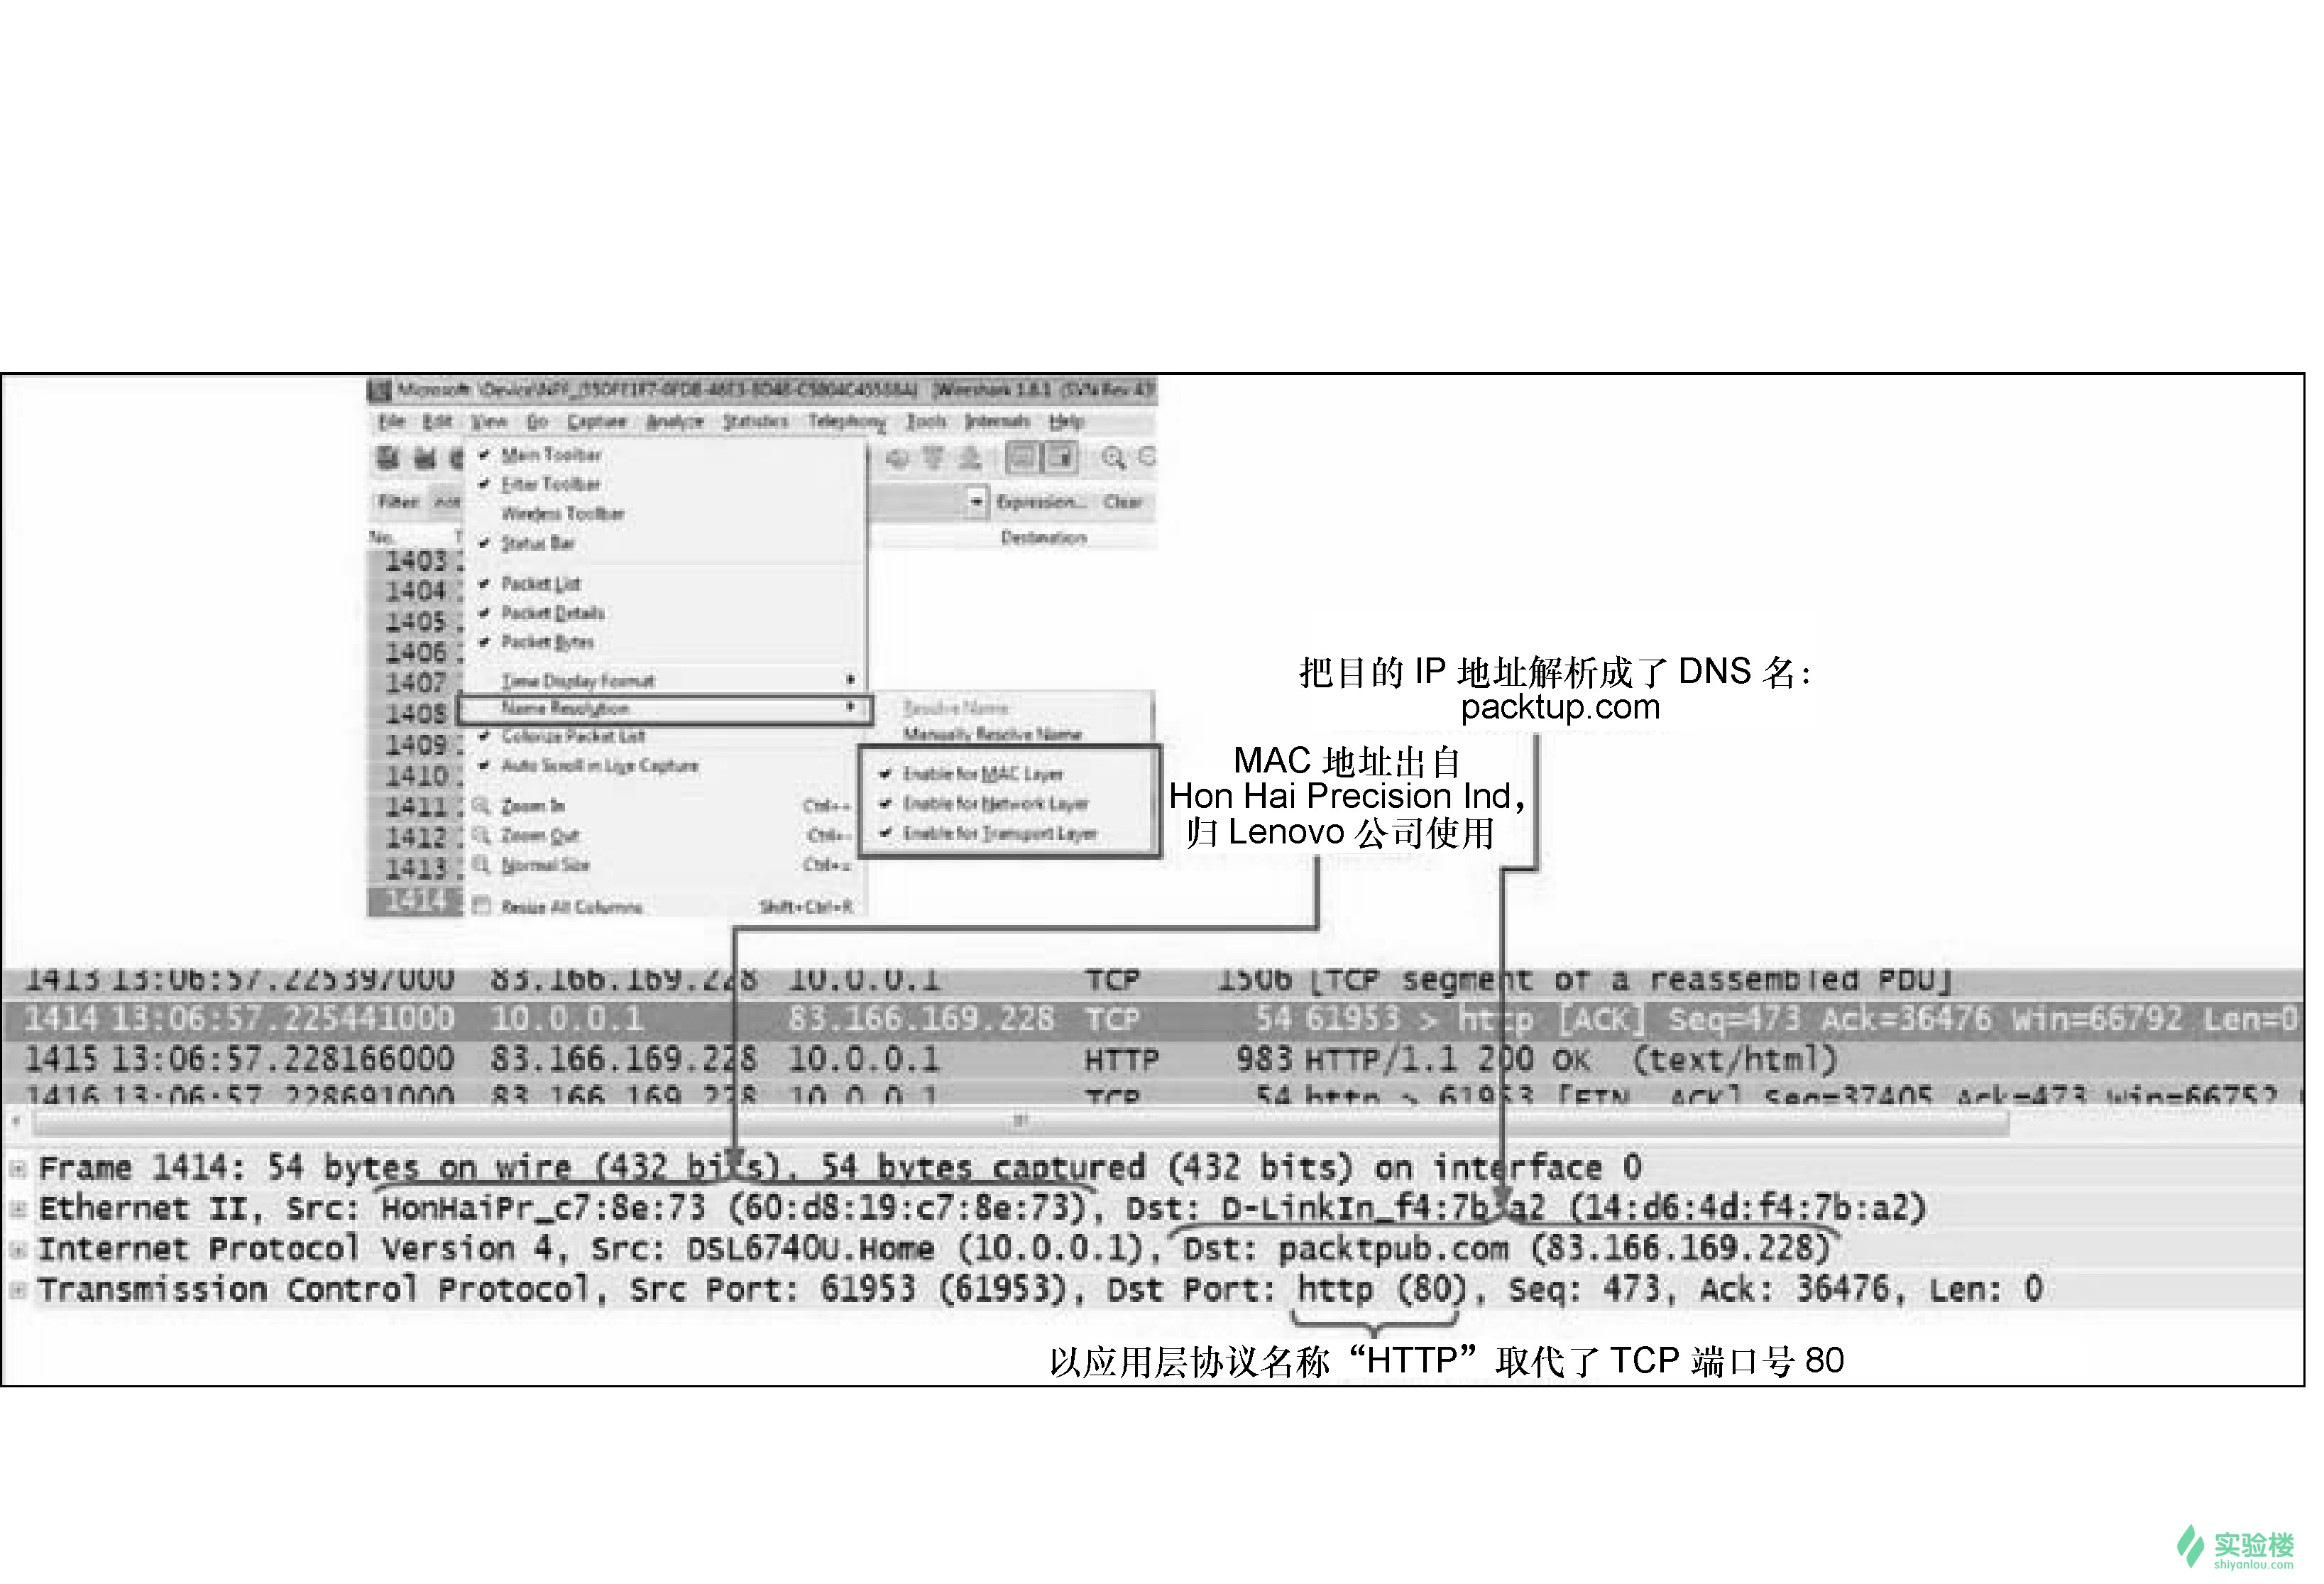 File Edit View Go Capture Analyze Statistics Telephony Tools Internals Help
Main Toolbar
Filter Toolbar
Filter:
Expression... Clear
Wireless Toolbar
No.
Destination
Status Bar
1403
1404
Packet List
1405
Packet Details
1406
Packet Bytes
1407
Time Display Format
1408
Name Resolution
Resolve Name
1409
Colorize Packet List
Manually Resolve Name
1410
Auto Scroll in Live Capture
Enable for MAC Layer
1411
Zoom In Ctrl++
Enable for Network Layer
1412
Zoom Out Ctrl+-
Enable for Transport Layer
1413
Normal Size Ctrl+=
1414
Resize All Columns Shift+Ctrl+R
把目的 IP 地址解析成了 DNS 名：
packtup.com
MAC 地址出自
Hon Hai Precision Ind，
归 Lenovo 公司使用
1413 13:06:57.225397000 83.166.169.228 10.0.0.1 TCP 1506 [TCP segment of a reassembled PDU]
1414 13:06:57.225441000 10.0.0.1 83.166.169.228 TCP 54 61953 > http [ACK] Seq=473 Ack=36476 Win=66792 Len=0
1415 13:06:57.228166000 83.166.169.228 10.0.0.1 HTTP 983 HTTP/1.1 200 OK (text/html)
1416 13:06:57.228691000 83.166.169.228 10.0.0.1 TCP 54 http > 61953 [FIN, ACK] Seq=37405 Ack=473 Win=66752
Frame 1414: 54 bytes on wire (432 bits), 54 bytes captured (432 bits) on interface 0
Ethernet II, Src: HonHaiPr_c7:8e:73 (60:d8:19:c7:8e:73), Dst: D-LinkIn_f4:7b:a2 (14:d6:4d:f4:7b:a2)
Internet Protocol Version 4, Src: DSL6740U.Home (10.0.0.1), Dst: packtpub.com (83.166.169.228)
Transmission Control Protocol, Src Port: 61953 (61953), Dst Port: http (80), Seq: 473, Ack: 36476, Len: 0
以应用层协议名称“HTTP”取代了 TCP 端口号 80
实验楼
shiyanlou.com